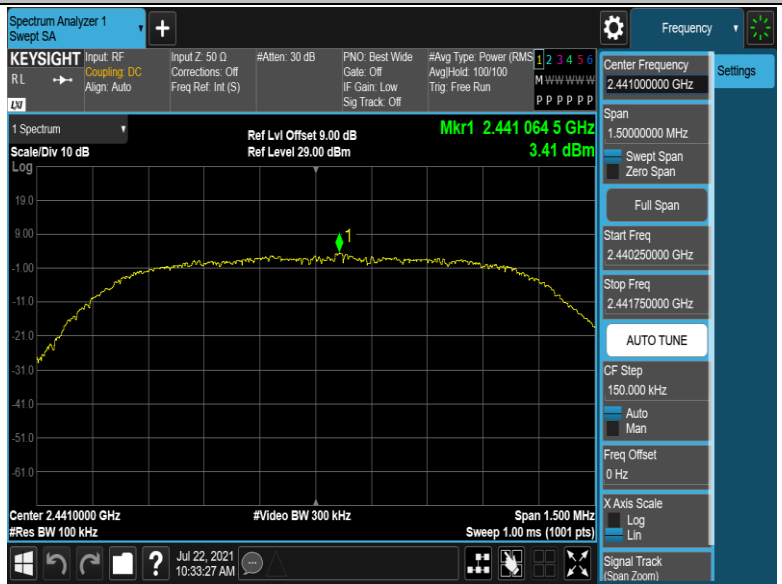 Spectrum Analyzer 1
Swept SA
Frequency
KEYSIGHT
RL
LXI
Input: RF
Coupling: DC
Align: Auto
Input Z: 50 Ω
Corrections: Off
Freq Ref: Int (S)
#Atten: 30 dB
PNO: Best Wide
Gate: Off
IF Gain: Low
Sig Track: Off
#Avg Type: Power (RMS
Avg|Hold: 100/100
Trig: Free Run
1 2 3 4 5 6
M W W W W W
P P P P P P
1 Spectrum
Scale/Div 10 dB
Log
Ref Lvl Offset 9.00 dB
Ref Level 29.00 dBm
Mkr1 2.441 064 5 GHz
3.41 dBm
1
19.0
9.00
-1.00
-11.0
-21.0
-31.0
-41.0
-51.0
-61.0
Center 2.4410000 GHz
#Res BW 100 kHz
#Video BW 300 kHz
Span 1.500 MHz
Sweep 1.00 ms (1001 pts)
Jul 22, 2021
10:33:27 AM
Center Frequency
2.441000000 GHz
Span
1.50000000 MHz
Swept Span
Zero Span
Full Span
Start Freq
2.440250000 GHz
Stop Freq
2.441750000 GHz
AUTO TUNE
CF Step
150.000 kHz
Auto
Man
Freq Offset
0 Hz
X Axis Scale
Log
Lin
Signal Track
(Span Zoom)
Settings